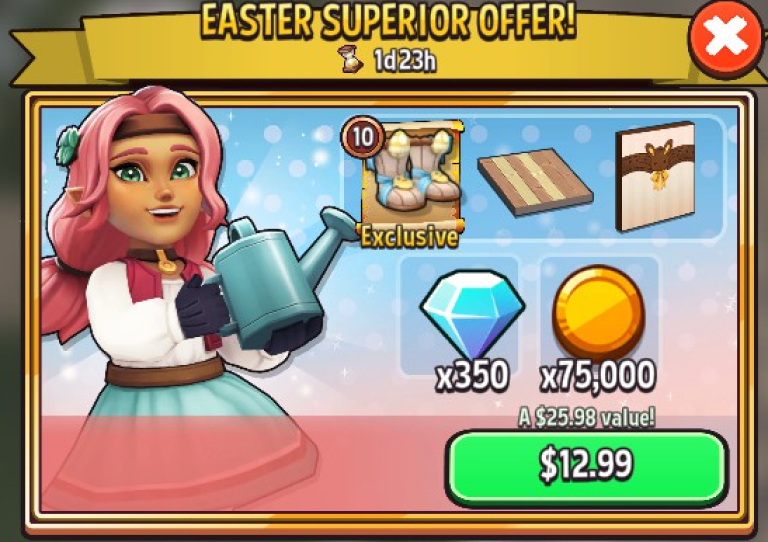 EASTER SUPERIOR OFFER!
1d23h
10
Exclusive
x350
x75,000
A $25.98 value!
$12.99